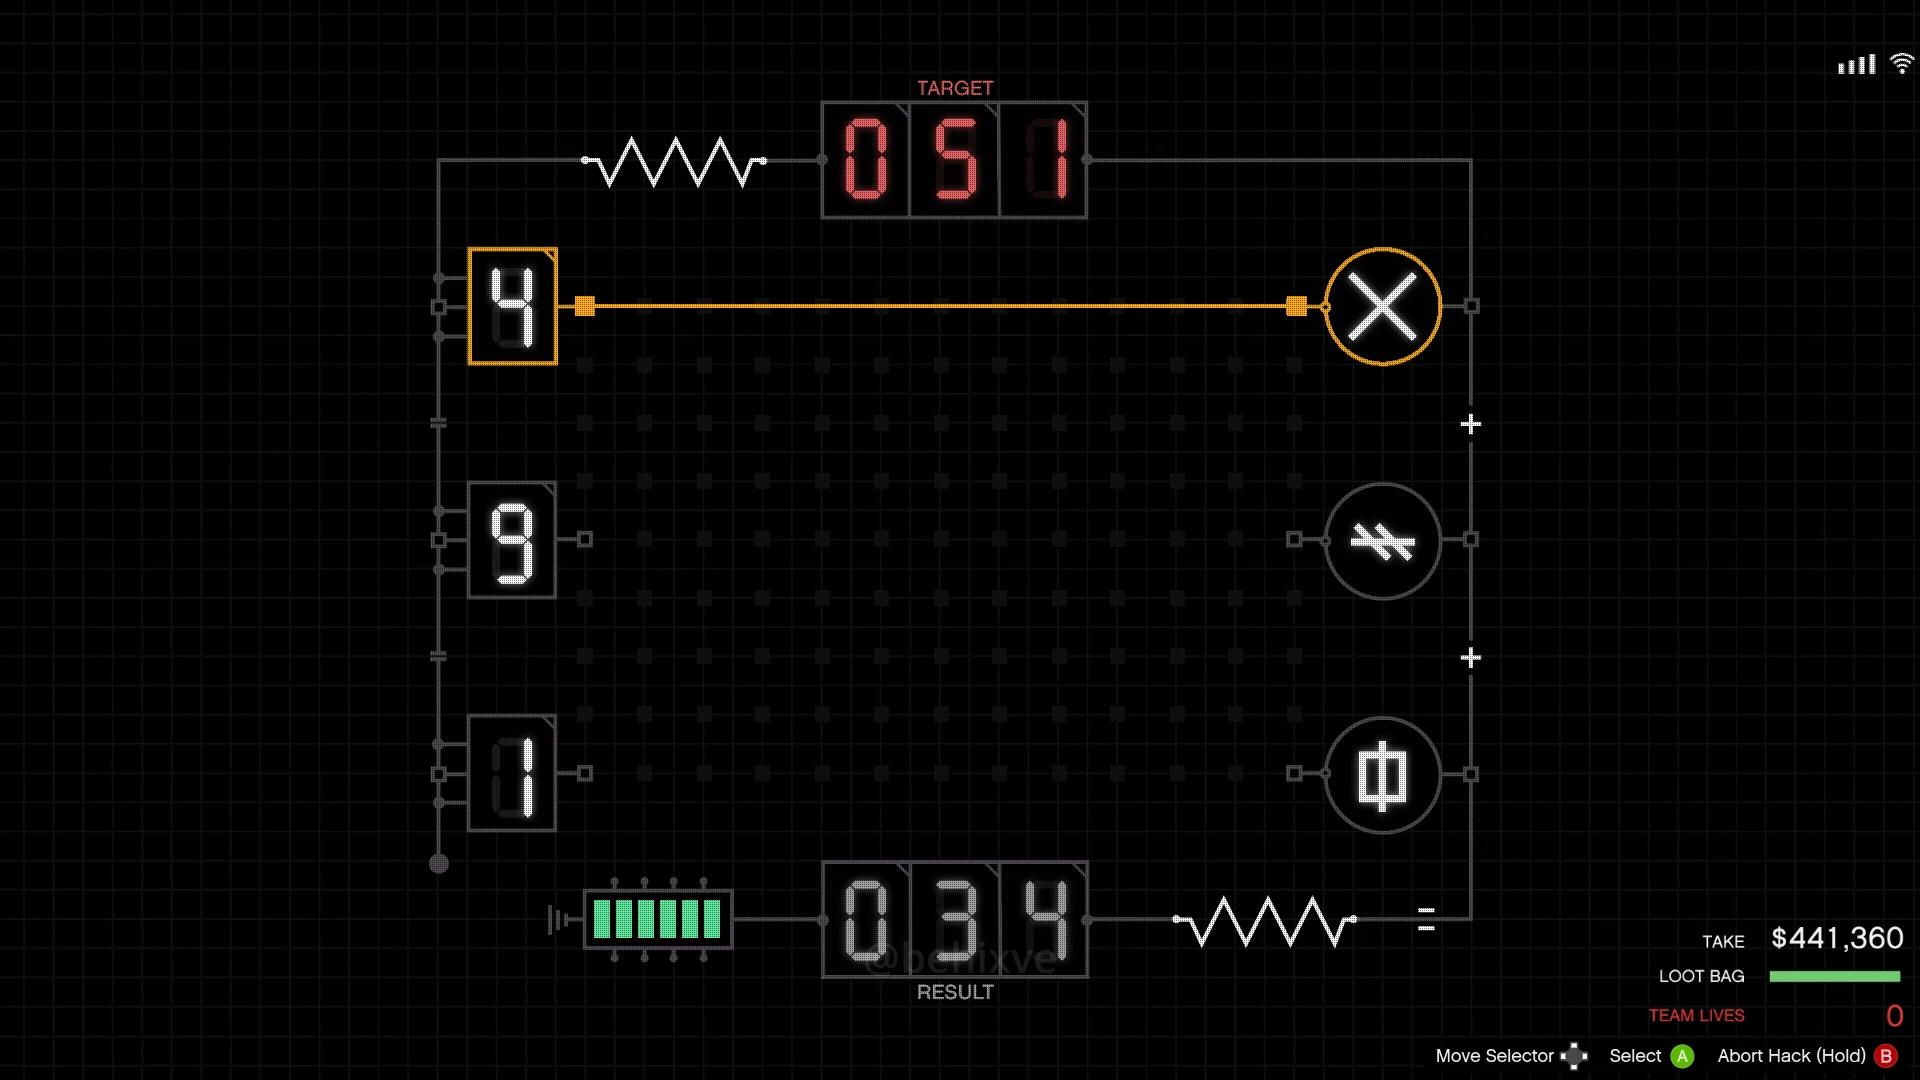 TARGET
051
4
9
+
1
+
034
=
@behixve
RESULT
TAKE $441,360
LOOT BAG
TEAM LIVES 0
Move Selector Select A Abort Hack (Hold) B